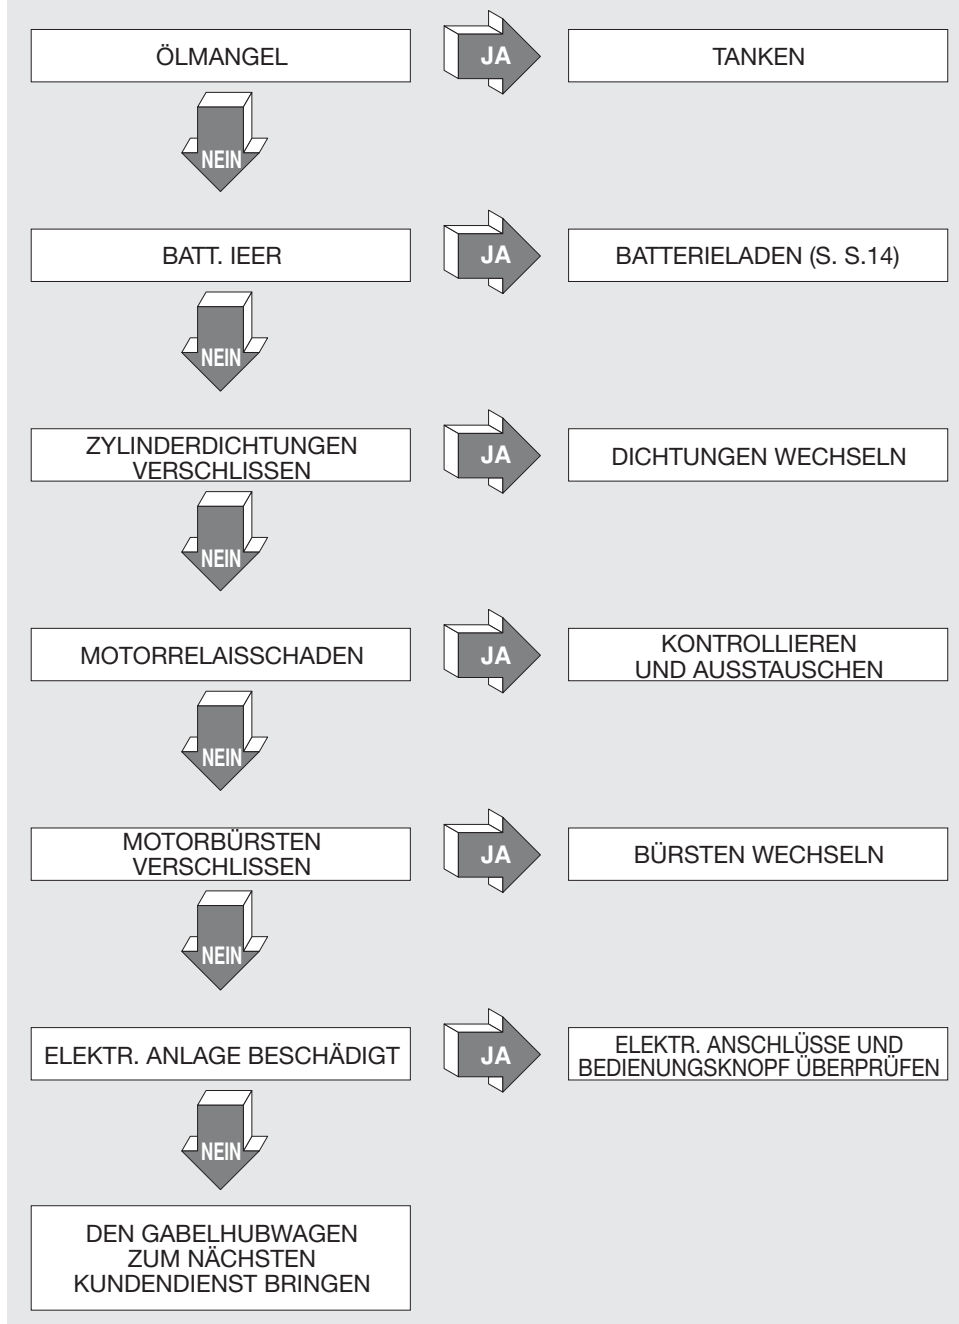 ÖLMANGEL
JA
TANKEN
NEIN
BATT. IEER
JA
BATTERIELADEN (S. S.14)
NEIN
ZYLINDERDICHTUNGEN
VERSCHLISSEN
JA
DICHTUNGEN WECHSELN
NEIN
MOTORRELAISSCHADEN
JA
KONTROLLIEREN
UND AUSSTAUSCHEN
NEIN
MOTORBÜRSTEN
VERSCHLISSEN
JA
BÜRSTEN WECHSELN
NEIN
ELEKTR. ANLAGE BESCHÄDIGT
JA
ELEKTR. ANSCHLÜSSE UND
BEDIENUNGSKNOPF ÜBERPRÜFEN
NEIN
DEN GABELHUBWAGEN
ZUM NÄCHSTEN
KUNDENDIENST BRINGEN